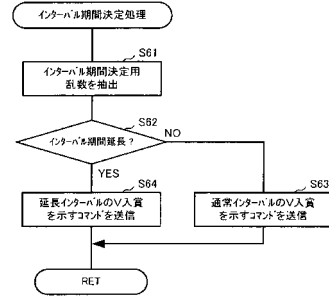 インターバル期間決定処理
S61
インターバル期間決定用
乱数を抽出
S62
インターバル期間延長？
NO
YES
S64
S63
延長インターバルのV入賞
を示すコマンドを送信
通常インターバルのV入賞
を示すコマンドを送信
RET